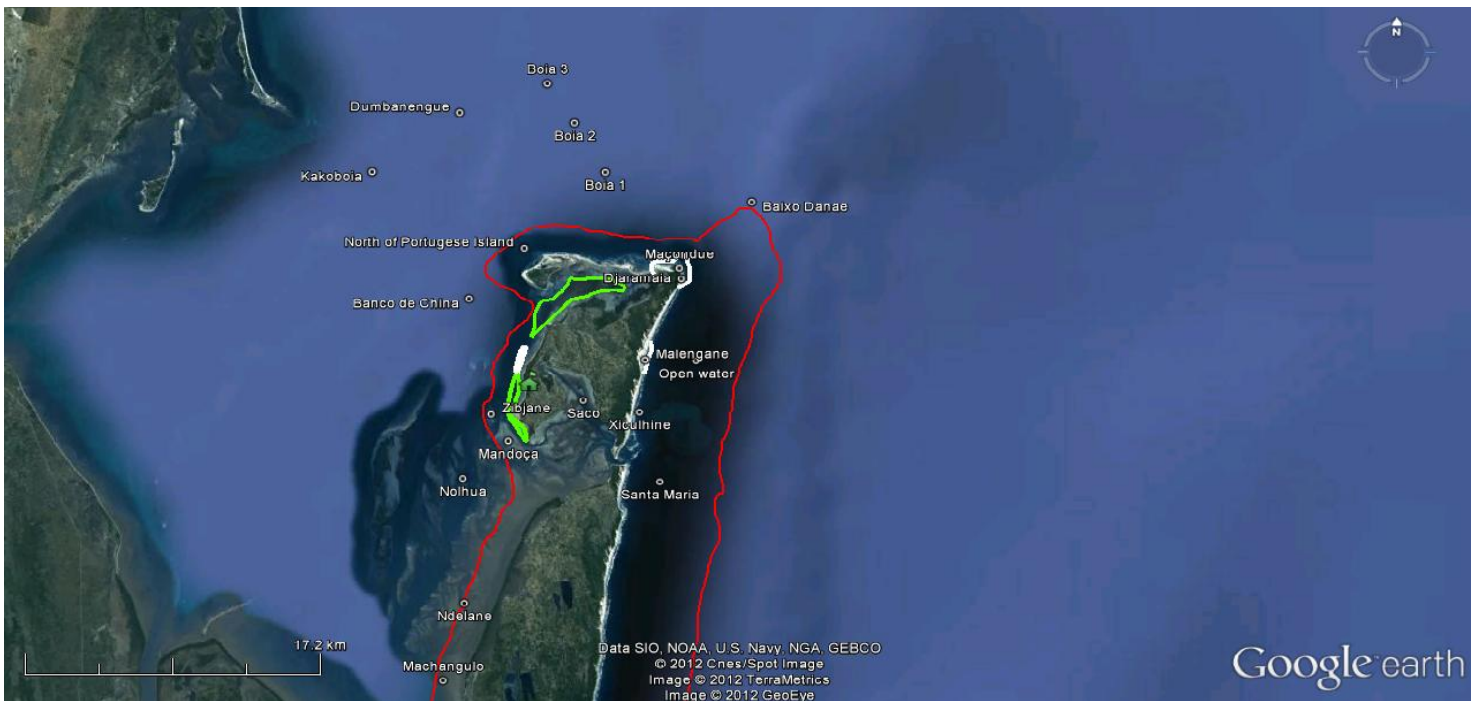 N
Boia 3
Dumbanengue
Boia 2
Kakoboia
Boia 1
Baixo Danae
North of Portugese Island
Maçondue
Djaramaia
Banco de China
Malengane
Open water
Zibjane
Saco
Xiculhine
Mandoça
Nolhua
Santa Maria
Ndelane
17.2 km
Machangulo
Data SIO, NOAA, U.S. Navy, NGA, GEBCO
© 2012 Cnes/Spot Image
Image © 2012 TerraMetrics
Image © 2012 GeoEye
Google earth